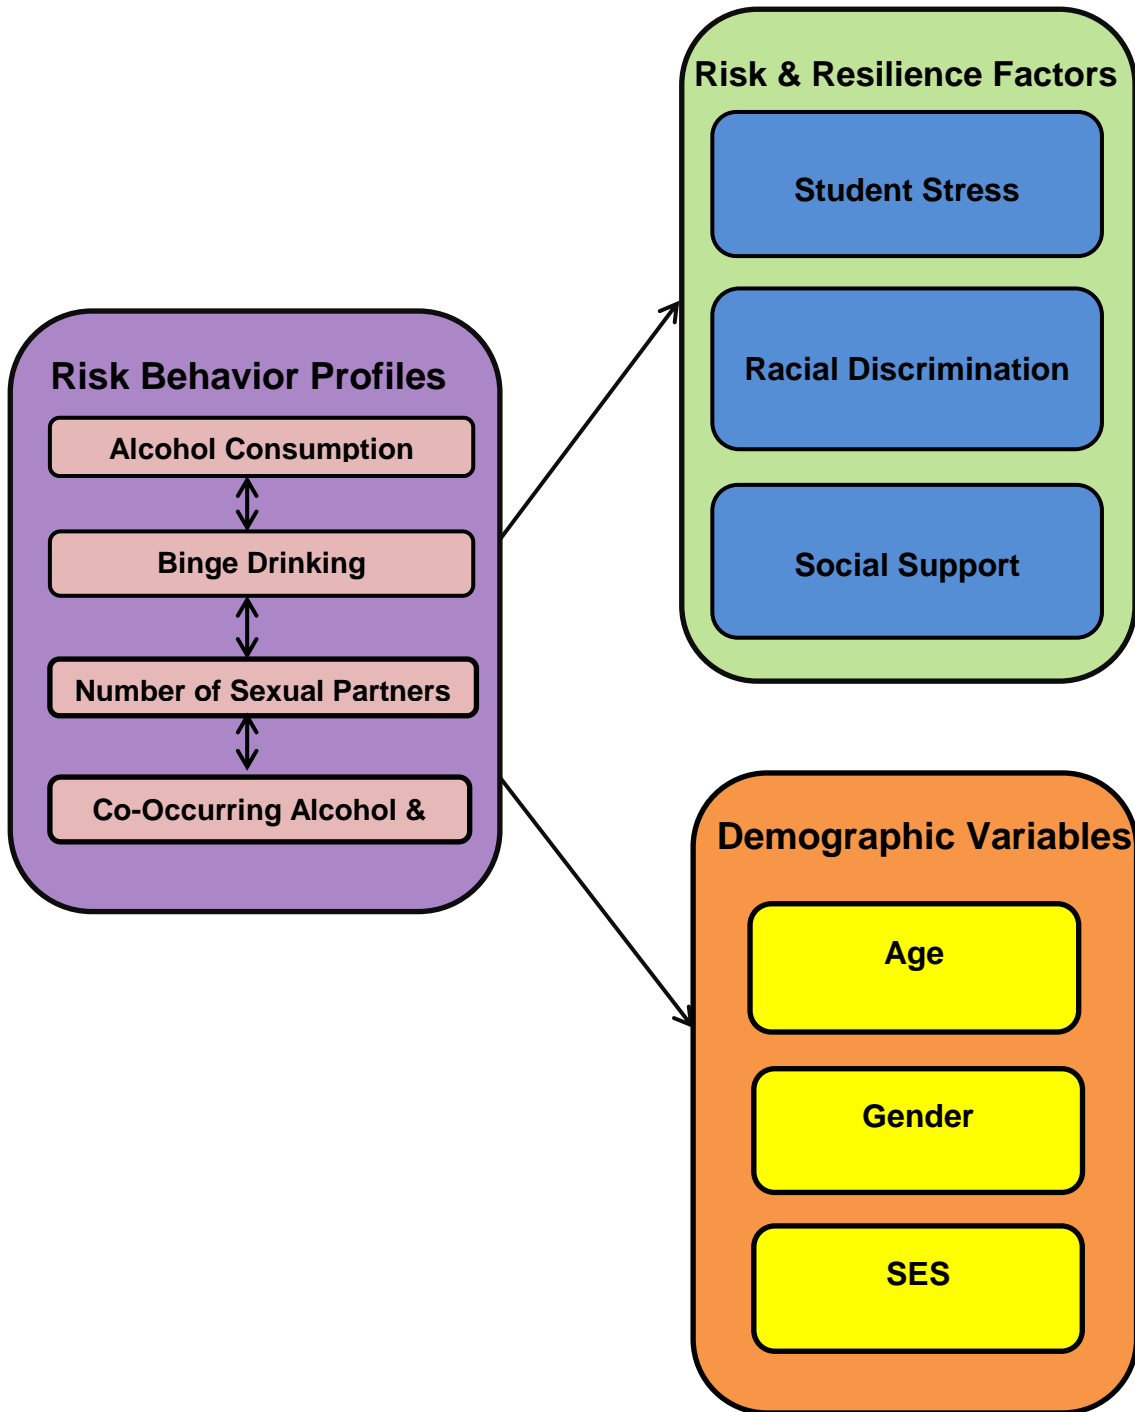 Risk & Resilience Factors
Student Stress
Racial Discrimination
Social Support
Risk Behavior Profiles
Alcohol Consumption
Binge Drinking
Number of Sexual Partners
Co-Occurring Alcohol &
Demographic Variables
Age
Gender
SES